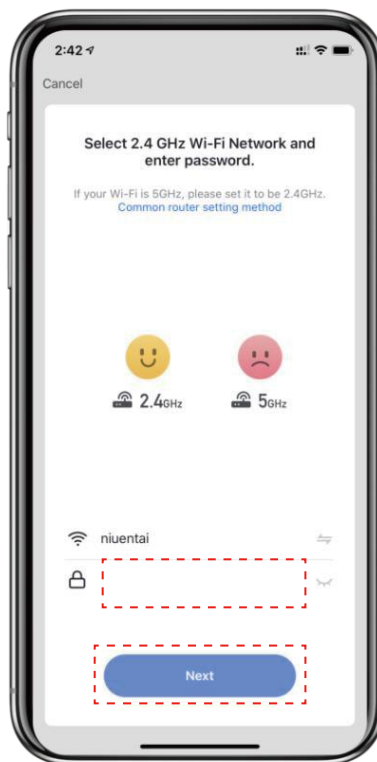 2:42
Cancel
Select 2.4 GHz Wi-Fi Network and
enter password.
If your Wi-Fi is 5GHz, please set it to be 2.4GHz.
Common router setting method
2.4GHz 5GHz
niuentai
Next